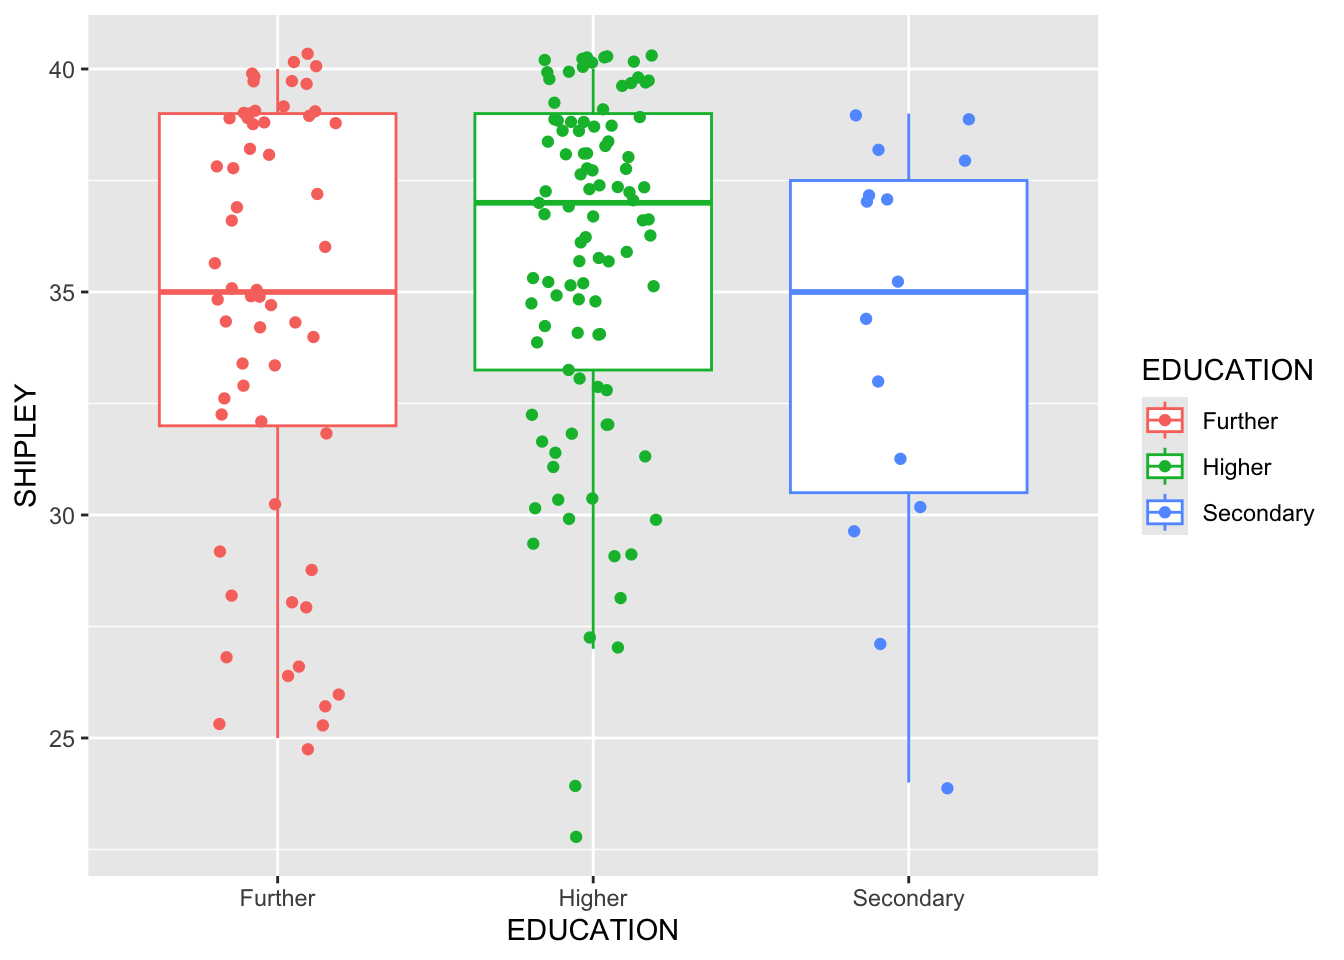 SHIPLEY
40
35
30
25
Further
Higher
Secondary
EDUCATION
EDUCATION
Further
Higher
Secondary